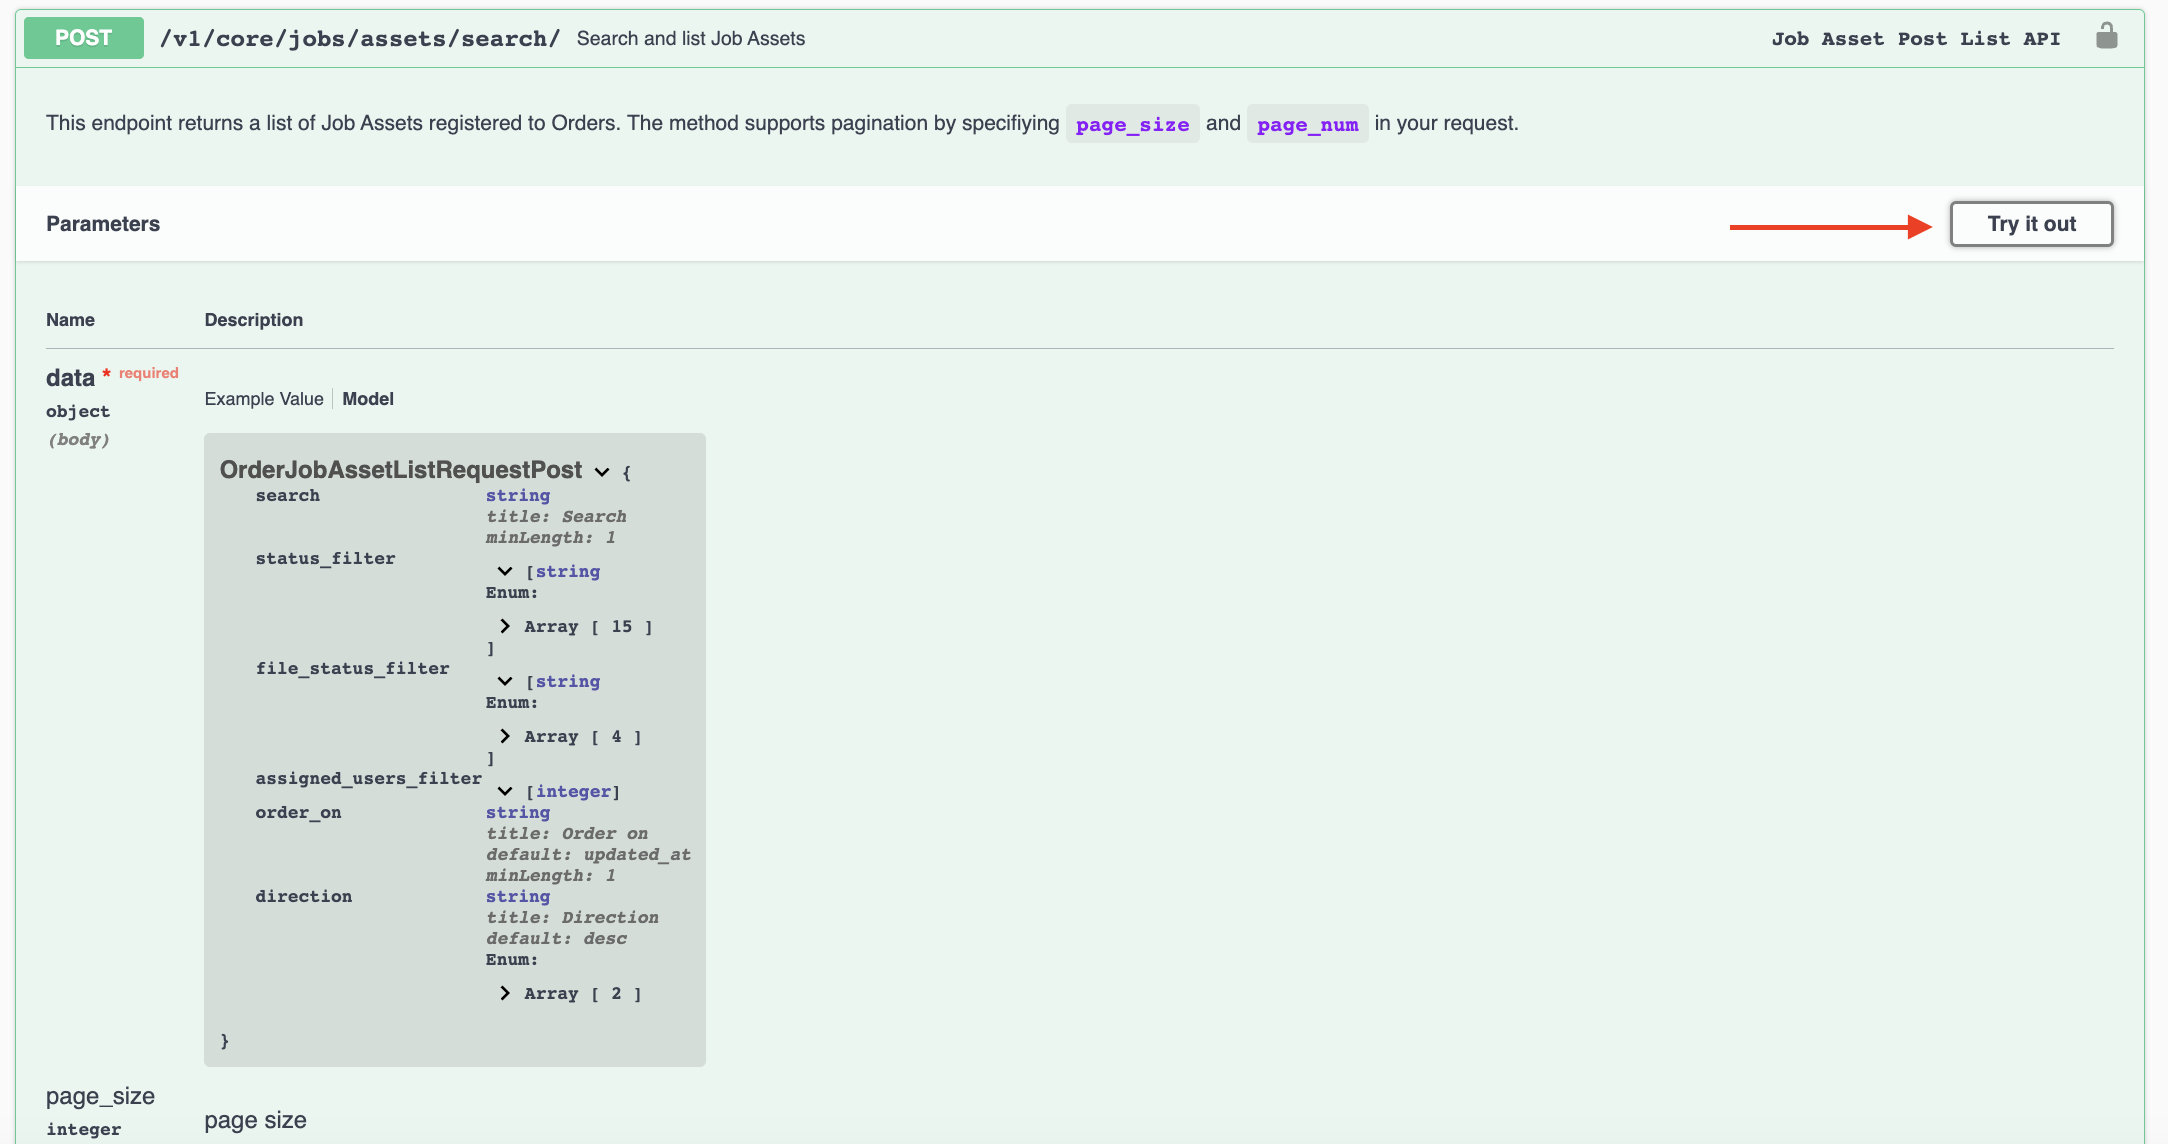 POST /v1/core/jobs/assets/search/ Search and list Job Assets Job Asset Post List API
This endpoint returns a list of Job Assets registered to Orders. The method supports pagination by specifiying page_size and page_num in your request.
Parameters Try it out
Name Description
data * required
object
(body)
Example Value Model
OrderJobAssetListRequestPost {
search string
title: Search
minLength: 1
status_filter
[string
Enum:
Array [ 15 ]
]
file_status_filter
[string
Enum:
Array [ 4 ]
]
assigned_users_filter
[integer]
order_on string
title: Order on
default: updated_at
minLength: 1
direction string
title: Direction
default: desc
Enum:
Array [ 2 ]
}
page_size
integer
page size